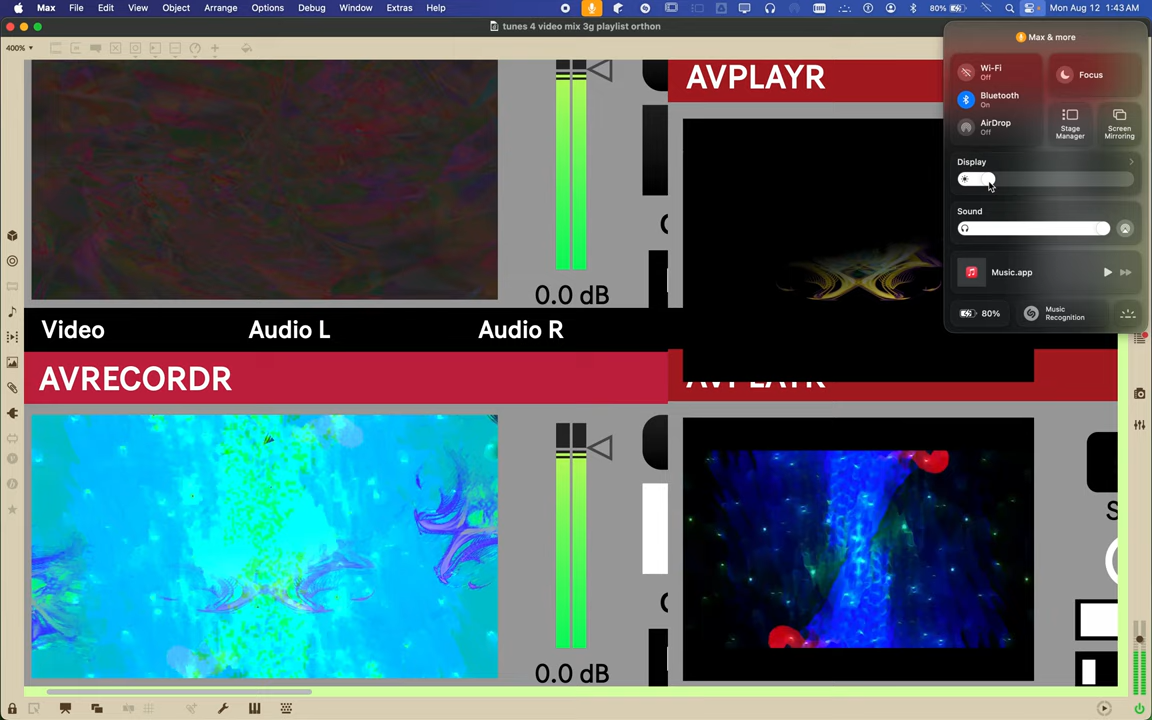 Max File Edit View Object Arrange Options Debug Window Extras Help 80% Mon Aug 12 1:43 AM
tunes 4 video mix 3g playlist orthon
400%
Max & more
Wi-Fi
Off
Bluetooth
On
AirDrop
Off
Focus
Stage
Manager
Screen
Mirroring
Display
Sound
Music.app
80%
Music
Recognition
AVPLAYR
0.0 dB
Video Audio L Audio R
AVRECORDR
AVPLAYR
0.0 dB